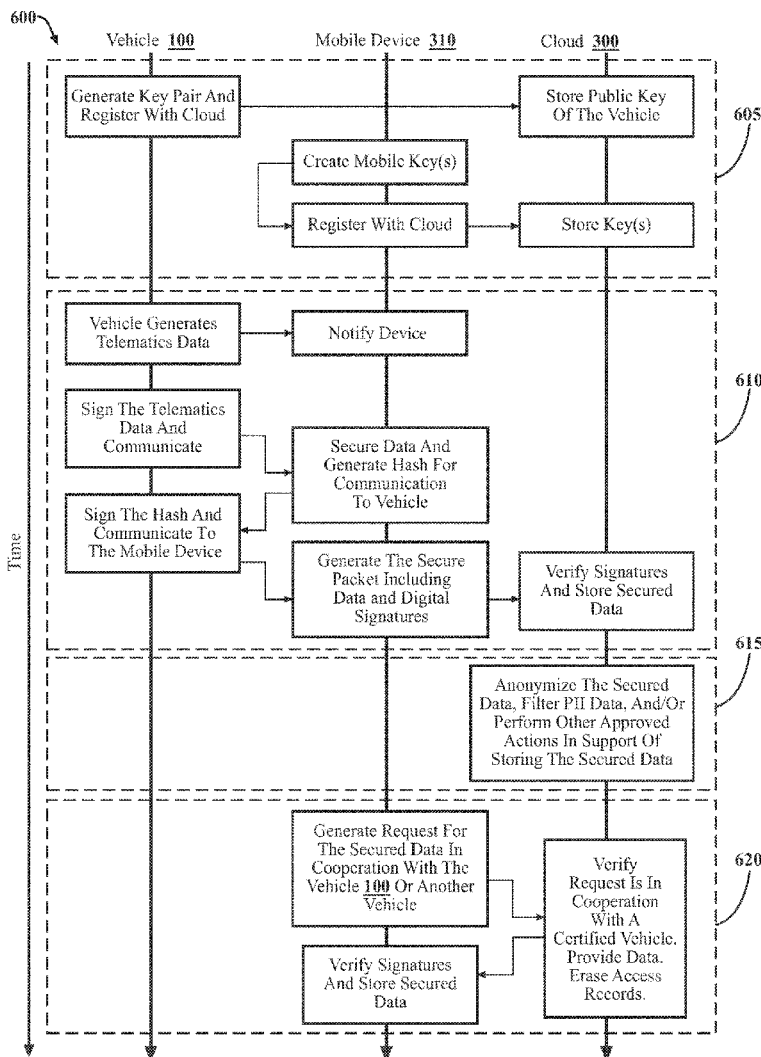 600
Vehicle 100
Mobile Device 310
Cloud 300
Generate Key Pair And
Register With Cloud
Store Public Key
Of The Vehicle
605
Create Mobile Key(s)
Register With Cloud
Store Key(s)
Vehicle Generates
Telematics Data
Notify Device
610
Sign The Telematics
Data And
Communicate
Secure Data And
Generate Hash For
Communication
To Vehicle
Sign The Hash And
Communicate To
The Mobile Device
Time
Generate The Secure
Packet Including
Data and Digital
Signatures
Verify Signatures
And Store Secured
Data
615
Anonymize The Secured
Data, Filter PII Data, And/Or
Perform Other Approved
Actions In Support Of
Storing The Secured Data
Generate Request For
The Secured Data In
Cooperation With The
Vehicle 100 Or Another
Vehicle
620
Verify
Request Is In
Cooperation
With A
Certified Vehicle.
Provide Data.
Erase Access
Records.
Verify Signatures
And Store Secured
Data